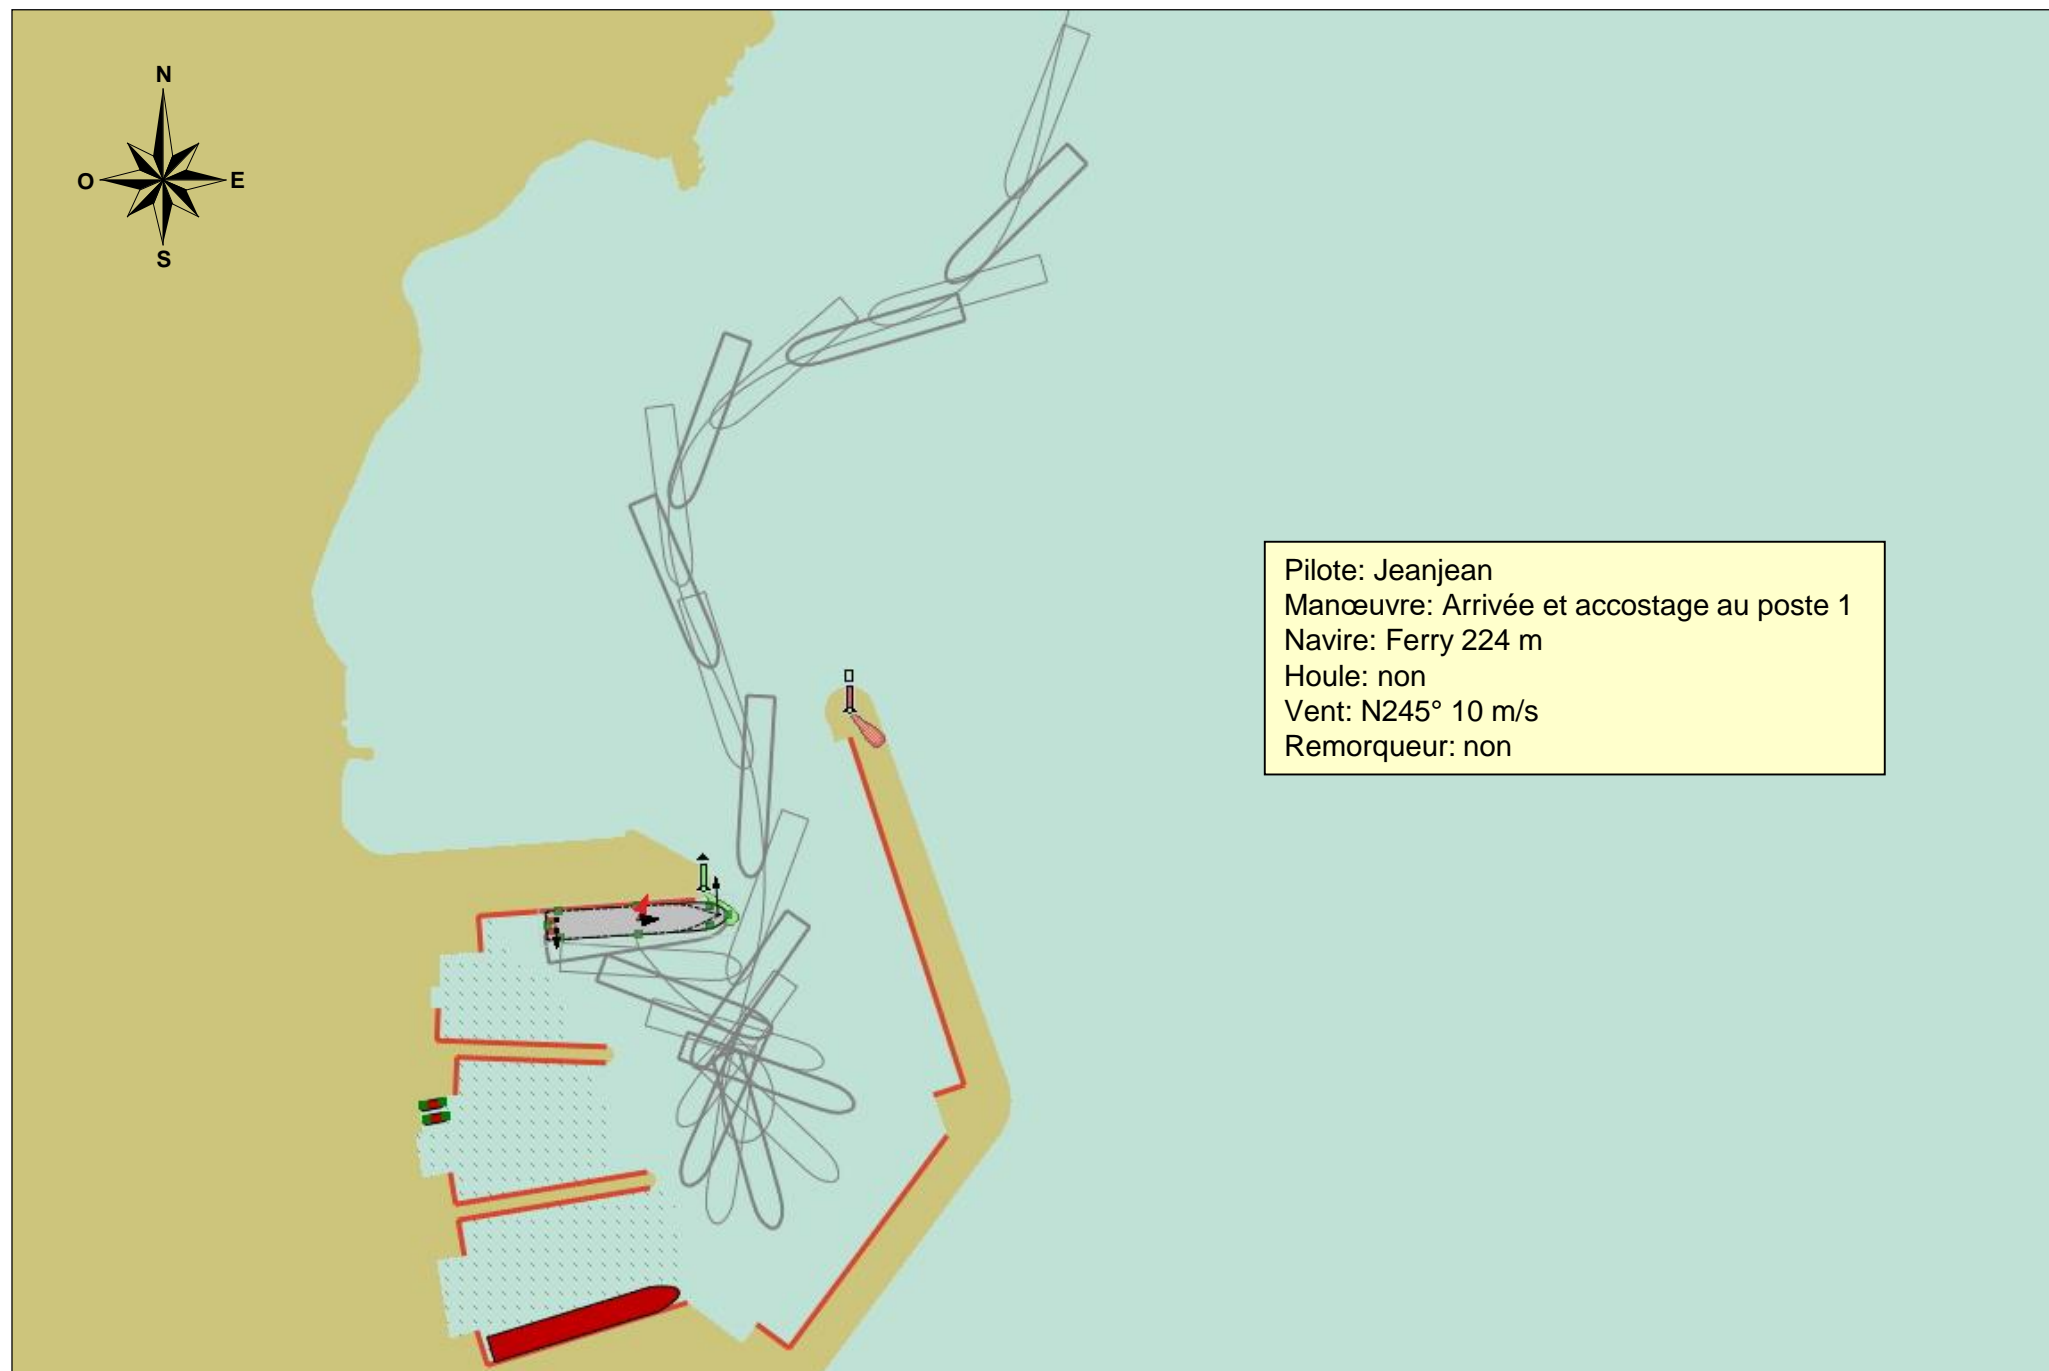 N
O
E
S
Pilote: Jeanjean
Manœuvre: Arrivée et accostage au poste 1
Navire: Ferry 224 m
Houle: non
Vent: N245° 10 m/s
Remorqueur: non